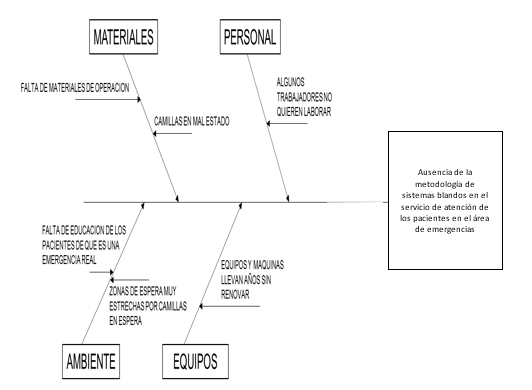 MATERIALES
PERSONAL
FALTA DE MATERIALES DE OPERACION
CAMILLAS EN MAL ESTADO
ALGUNOS
TRABAJADORES NO
QUIEREN LABORAR
Ausencia de la
metodología de
sistemas blandos en el
servicio de atención de
los pacientes en el área
de emergencias
FALTA DE EDUCACION DE LOS
PACIENTES DE QUE ES UNA
EMERGENCIA REAL
ZONAS DE ESPERA MUY
ESTRECHAS POR CAMILLAS
EN ESPERA
EQUIPOS Y MAQUINAS
LLEVAN AÑOS SIN
RENOVAR
AMBIENTE
EQUIPOS